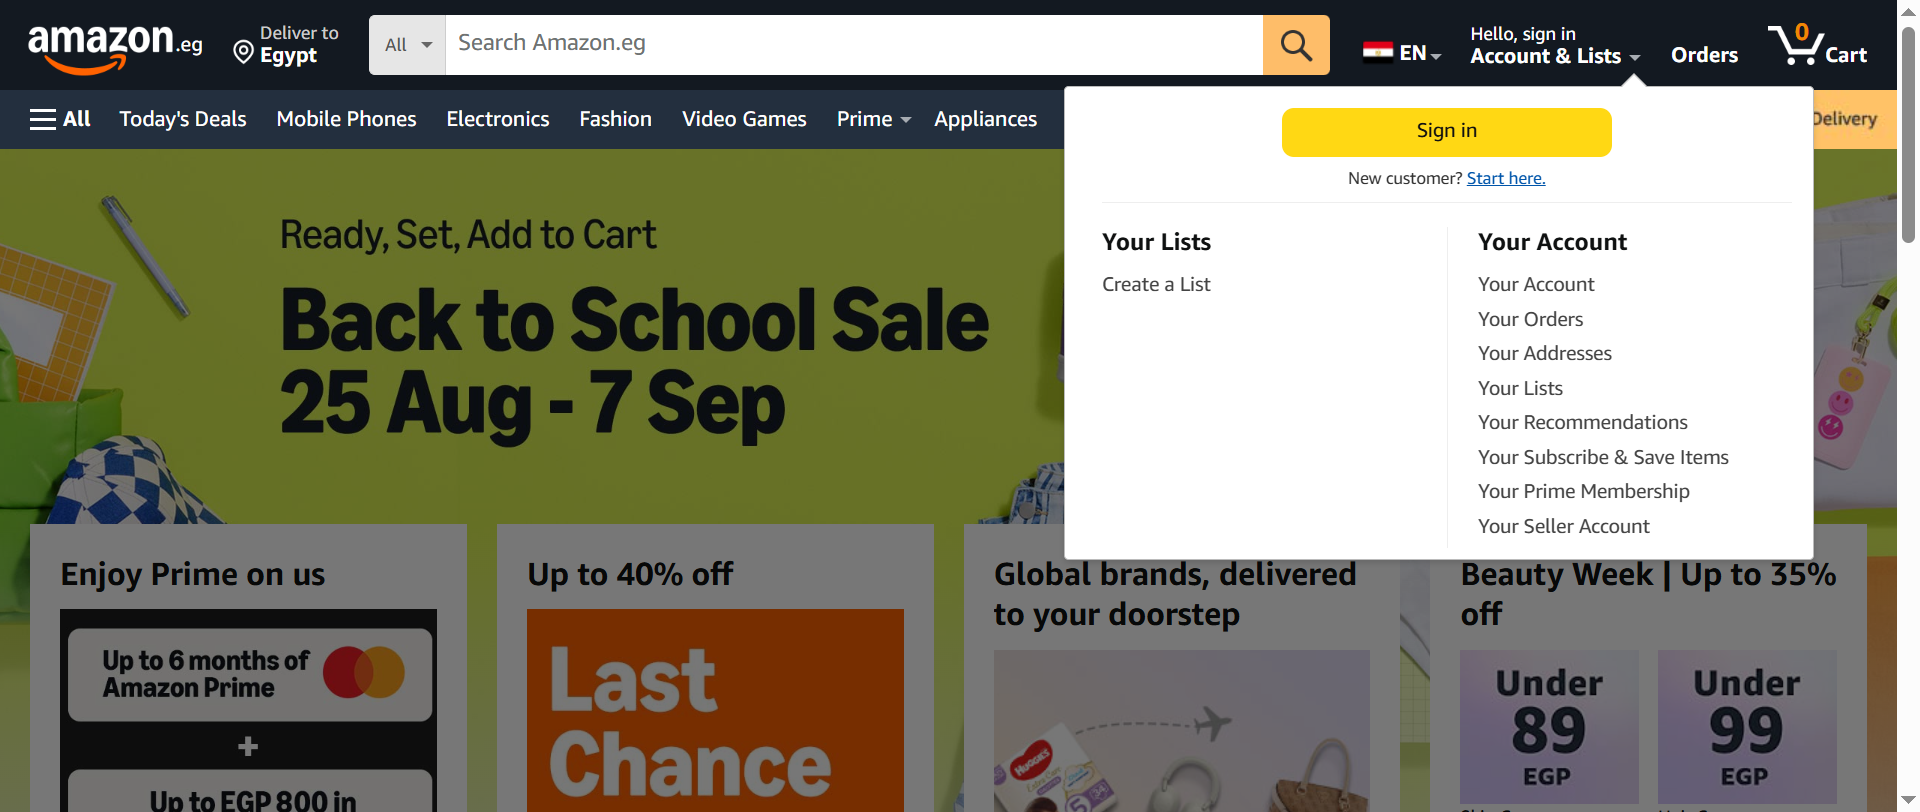 amazon.eg
Deliver to
Egypt
All
Search Amazon.eg
EN
Hello, sign in
Account & Lists
Orders
0
Cart
All
Today's Deals
Mobile Phones
Electronics
Fashion
Video Games
Prime
Appliances
Delivery
Sign in
New customer? Start here.
Your Lists
Create a List
Your Account
Your Account
Your Orders
Your Addresses
Your Lists
Your Recommendations
Your Subscribe & Save Items
Your Prime Membership
Your Seller Account
Ready, Set, Add to Cart
Back to School Sale
25 Aug - 7 Sep
Enjoy Prime on us
Up to 6 months of
Amazon Prime
+
Up to EGP 800 in
Up to 40% off
Last
Chance
Global brands, delivered
to your doorstep
HUGGIES
Extra Care
5
Beauty Week | Up to 35%
off
Under
89
EGP
Under
99
EGP